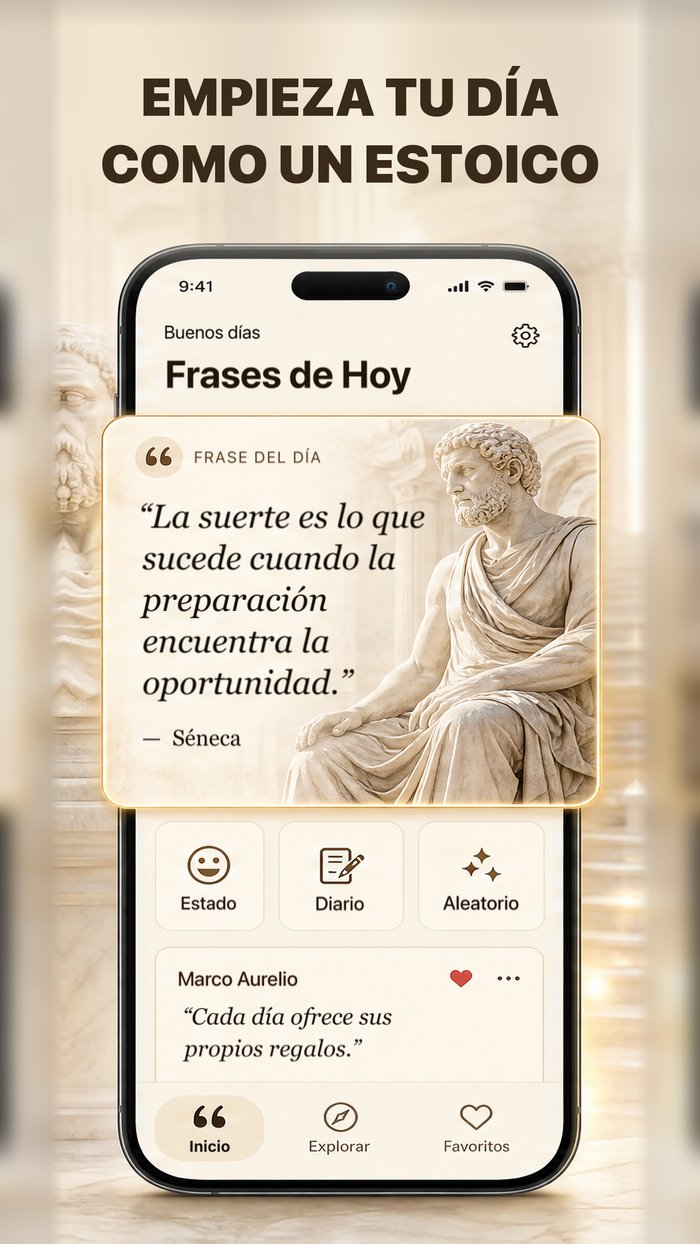 EMPIEZA TU DÍA
COMO UN ESTOICO
9:41
Buenos días
Frases de Hoy
FRASE DEL DÍA
“La suerte es lo que
sucede cuando la
preparación
encuentra la
oportunidad.”
— Séneca
Estado
Diario
Aleatorio
Marco Aurelio
“Cada día ofrece sus
propios regalos.”
Inicio
Explorar
Favoritos